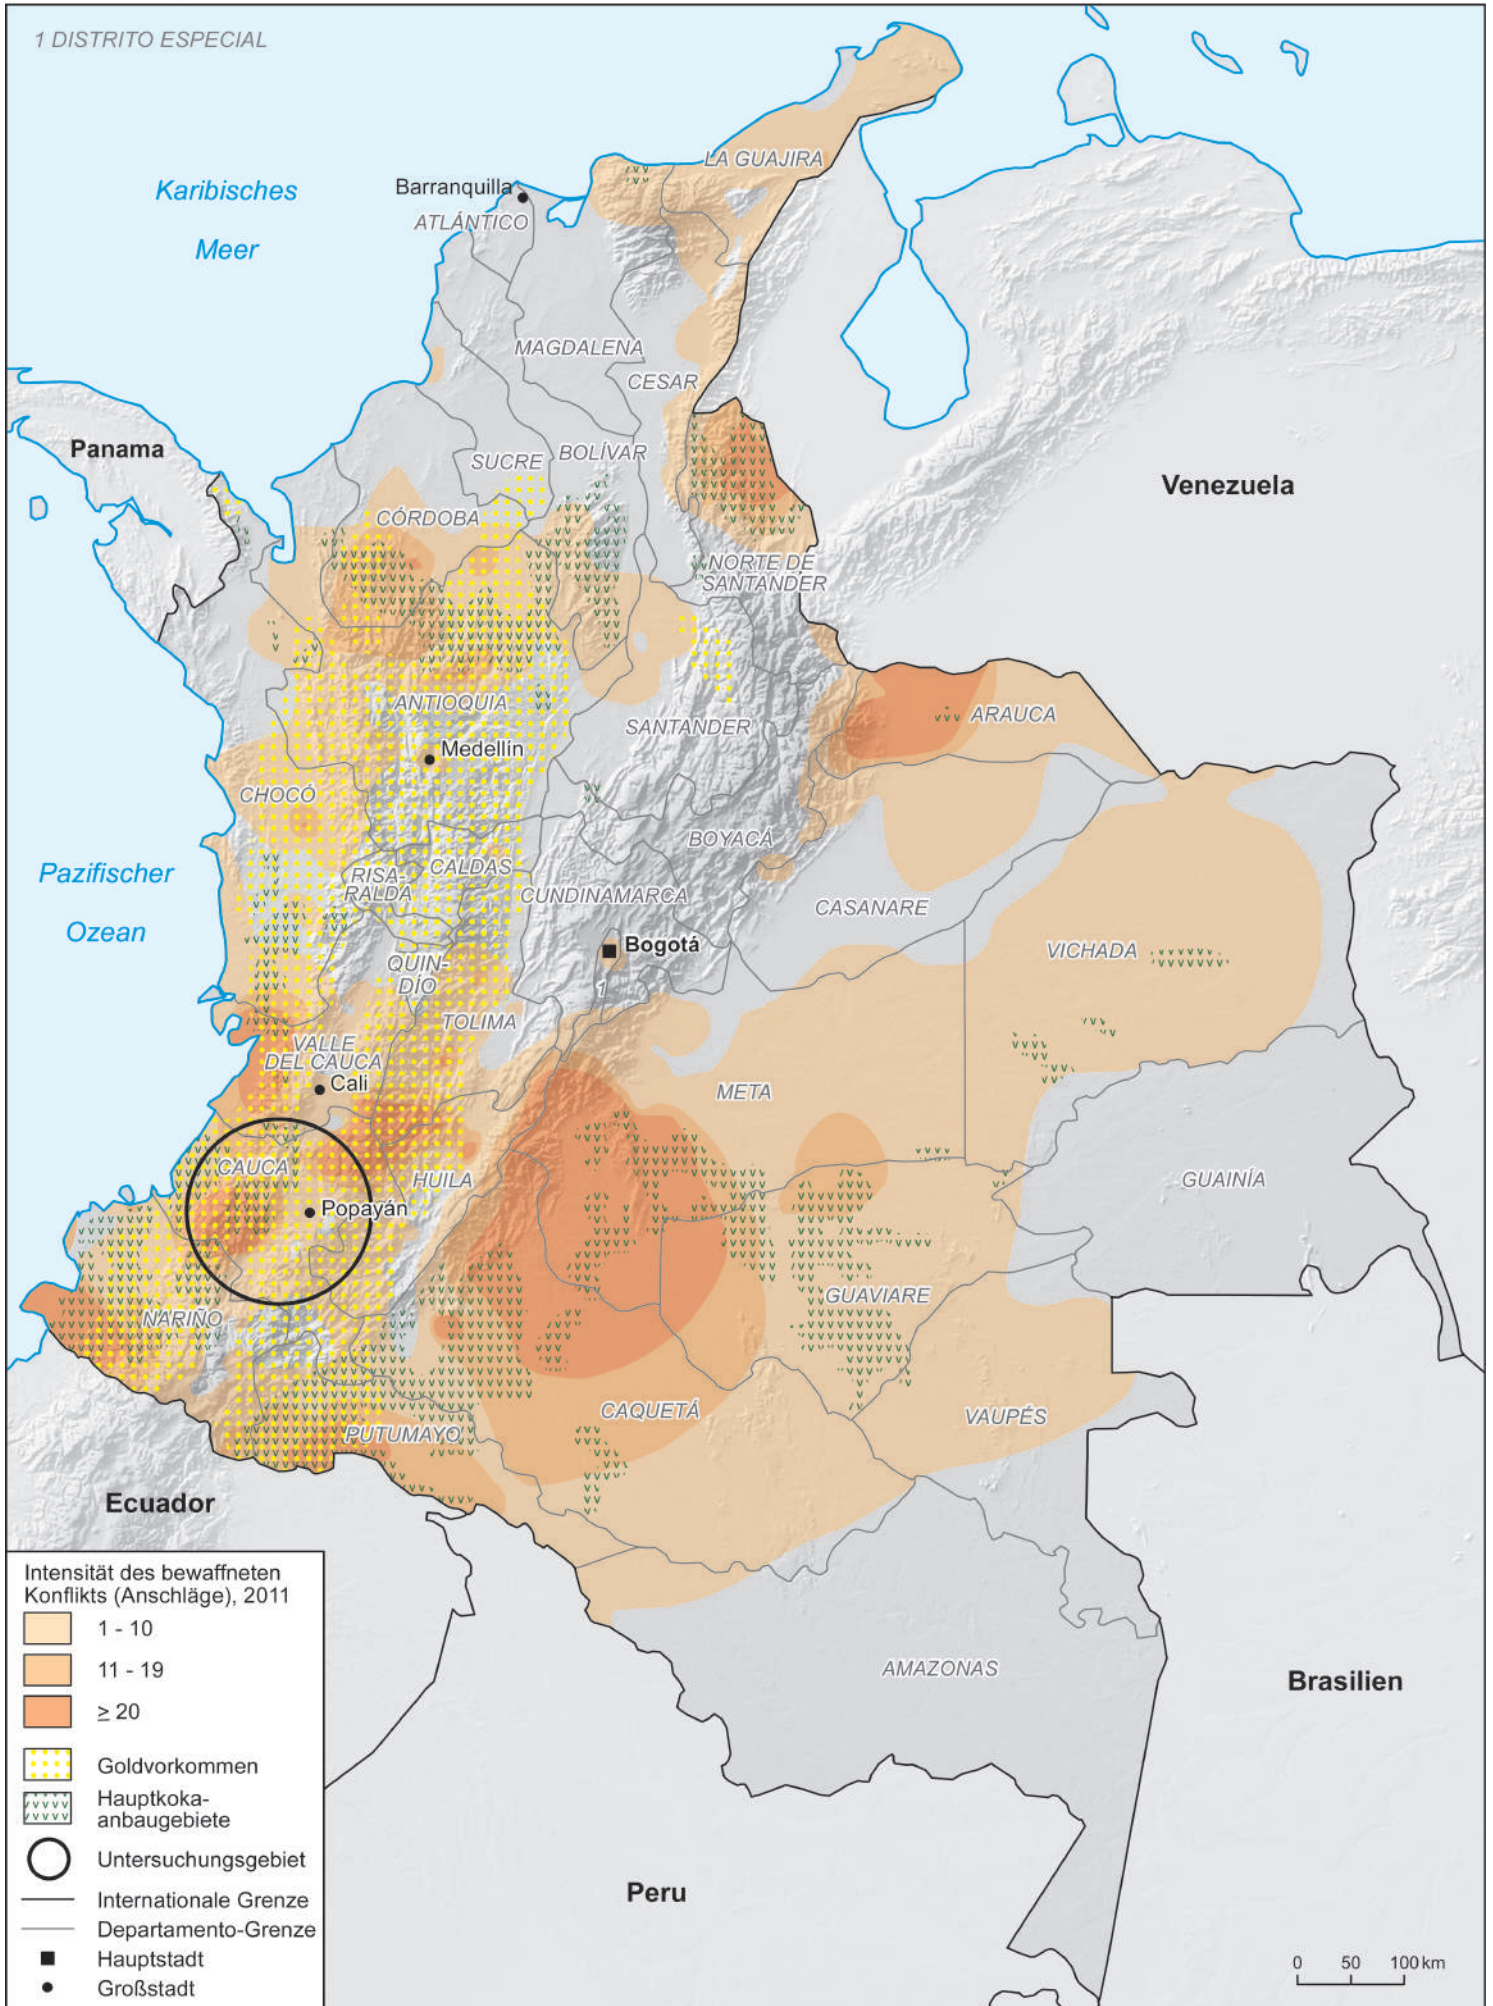 1 DISTRITO ESPECIAL
Karibisches
Meer
Barranquilla
ATLÁNTICO
LA GUAJIRA
MAGDALENA
CESAR
Panama
SUCRE
BOLÍVAR
Venezuela
CÓRDOBA
NORTE DE
SANTANDER
ANTIOQUIA
SANTANDER
ARAUCA
Medellín
CHOCÓ
BOYACÁ
Pazifischer
Ozean
RISA-
RALDA
CALDAS
CUNDINAMARCA
CASANARE
Bogotá
VICHADA
QUIN-
DÍO
1
TOLIMA
VALLE
DEL CAUCA
Cali
META
CAUCA
HUILA
GUAINÍA
Popayán
NARIÑO
GUAVIARE
CAQUETÁ
VAUPÉS
PUTUMAYO
Ecuador
AMAZONAS
Brasilien
Peru
Intensität des bewaffneten
Konflikts (Anschläge), 2011
1 - 10
11 - 19
≥ 20
Goldvorkommen
Hauptkoka-
anbaugebiete
Untersuchungsgebiet
Internationale Grenze
Departamento-Grenze
Hauptstadt
Großstadt
0 50 100 km